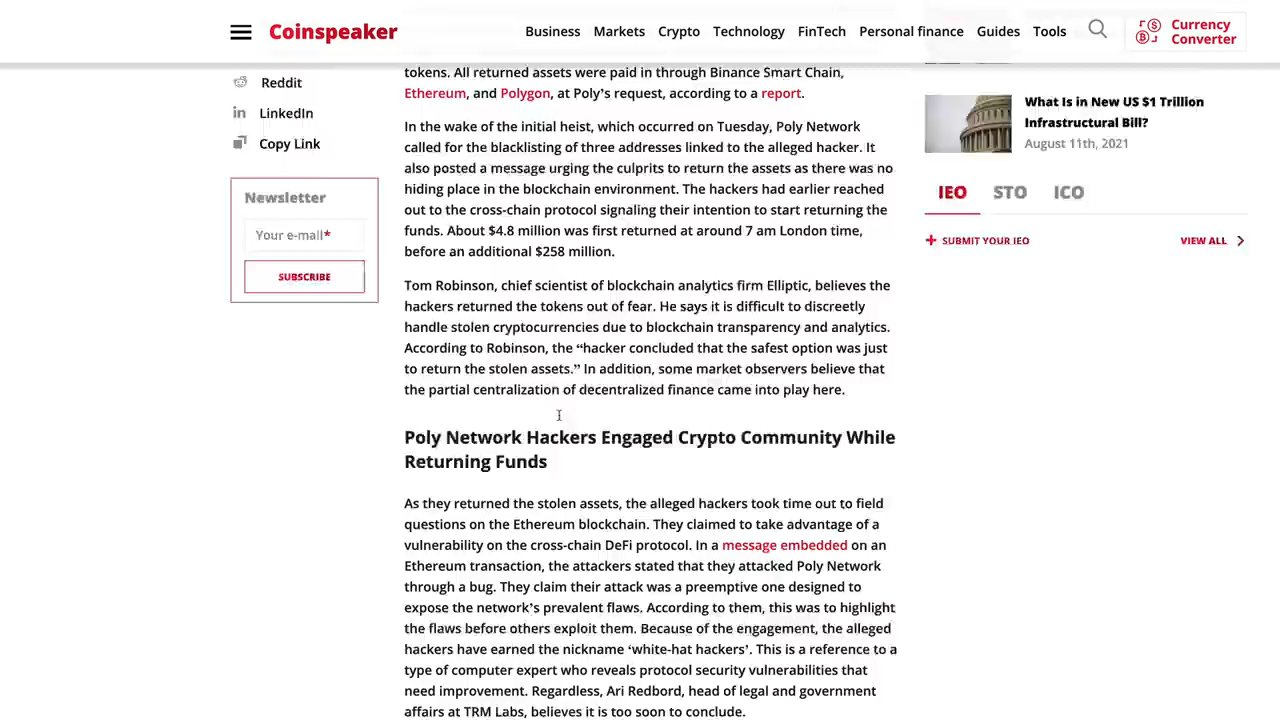 Coinspeaker
Business Markets Crypto Technology FinTech Personal finance Guides Tools
Currency
Converter
Reddit
LinkedIn
Copy Link
Newsletter
Your e-mail*
SUBSCRIBE
tokens. All returned assets were paid in through Binance Smart Chain,
Ethereum, and Polygon, at Poly’s request, according to a report.
In the wake of the initial heist, which occurred on Tuesday, Poly Network
called for the blacklisting of three addresses linked to the alleged hacker. It
also posted a message urging the culprits to return the assets as there was no
hiding place in the blockchain environment. The hackers had earlier reached
out to the cross-chain protocol signaling their intention to start returning the
funds. About $4.8 million was first returned at around 7 am London time,
before an additional $258 million.
Tom Robinson, chief scientist of blockchain analytics firm Elliptic, believes the
hackers returned the tokens out of fear. He says it is difficult to discreetly
handle stolen cryptocurrencies due to blockchain transparency and analytics.
According to Robinson, the “hacker concluded that the safest option was just
to return the stolen assets.” In addition, some market observers believe that
the partial centralization of decentralized finance came into play here.
Poly Network Hackers Engaged Crypto Community While
Returning Funds
As they returned the stolen assets, the alleged hackers took time out to field
questions on the Ethereum blockchain. They claimed to take advantage of a
vulnerability on the cross-chain DeFi protocol. In a message embedded on an
Ethereum transaction, the attackers stated that they attacked Poly Network
through a bug. They claim their attack was a preemptive one designed to
expose the network’s prevalent flaws. According to them, this was to highlight
the flaws before others exploit them. Because of the engagement, the alleged
hackers have earned the nickname ‘white-hat hackers’. This is a reference to a
type of computer expert who reveals protocol security vulnerabilities that
need improvement. Regardless, Ari Redbord, head of legal and government
affairs at TRM Labs, believes it is too soon to conclude.
What Is in New US $1 Trillion
Infrastructural Bill?
August 11th, 2021
IEO STO ICO
+ SUBMIT YOUR IEO
VIEW ALL